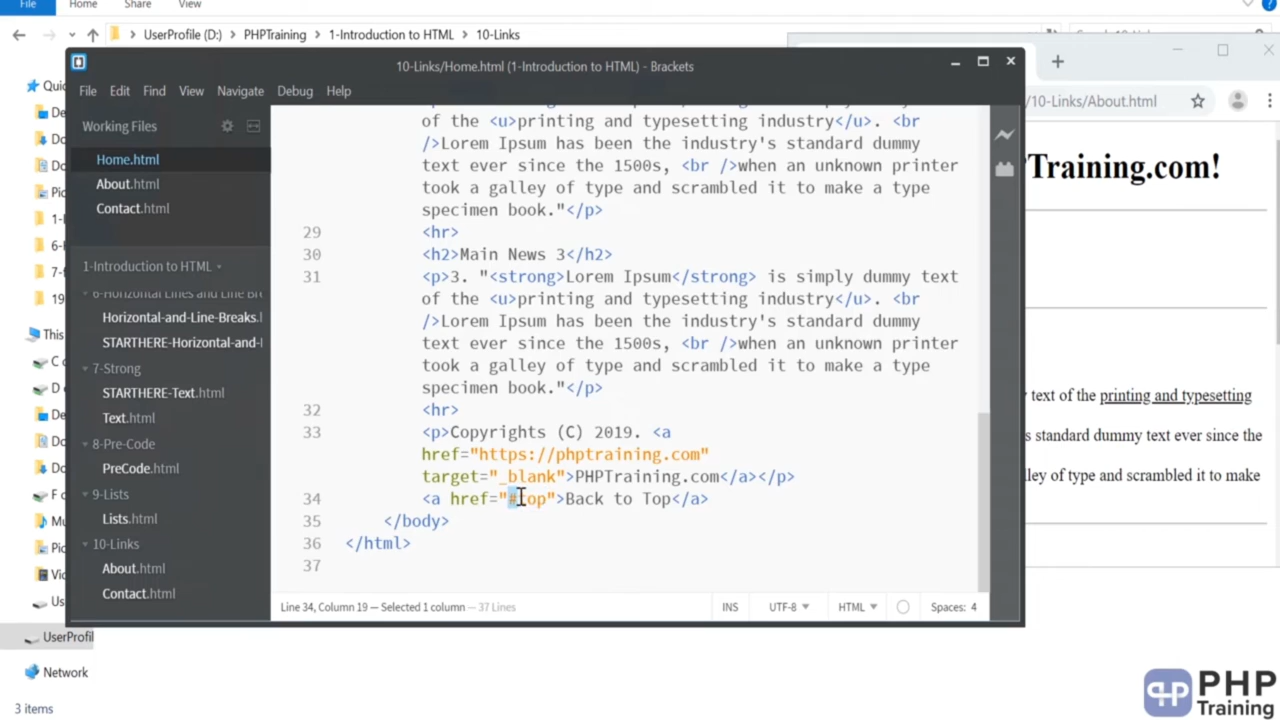 File Home Share View
UserProfile (D:) PHPTraining 1-Introduction to HTML 10-Links
10-Links/Home.html (1-Introduction to HTML) - Brackets
File Edit Find View Navigate Debug Help
/10-Links/About.html
Working Files
Home.html
About.html
Contact.html
1-Introduction to HTML
6-Horizontal Lines and Line
Horizontal-and-Line-Breaks.
STARTHERE-Horizontal-and-
7-Strong
STARTHERE-Text.html
Text.html
8-Pre-Code
PreCode.html
9-Lists
Lists.html
10-Links
About.html
Contact.html
of the <u>printing and typesetting industry</u>. <br
/>Lorem Ipsum has been the industry's standard dummy
text ever since the 1500s, <br />when an unknown printer
took a galley of type and scrambled it to make a type
specimen book."</p>
29 <hr>
30 <h2>Main News 3</h2>
31 <p>3. "<strong>Lorem Ipsum</strong> is simply dummy text
of the <u>printing and typesetting industry</u>. <br
/>Lorem Ipsum has been the industry's standard dummy
text ever since the 1500s, <br />when an unknown printer
took a galley of type and scrambled it to make a type
specimen book."</p>
32 <hr>
33 <p>Copyrights (C) 2019. <a
href="https://phptraining.com"
target="_blank">PHPTraining.com</a></p>
34 <a href="#top">Back to Top</a>
35 </body>
36 </html>
37
Line 34, Column 19 — Selected 1 column — 37 Lines
INS UTF-8 HTML Spaces: 4
PTraining.com!
text of the printing and typesetting
s standard dummy text ever since the
ley of type and scrambled it to make
Quic
This
UserProfil
Network
3 items
PHP
Training